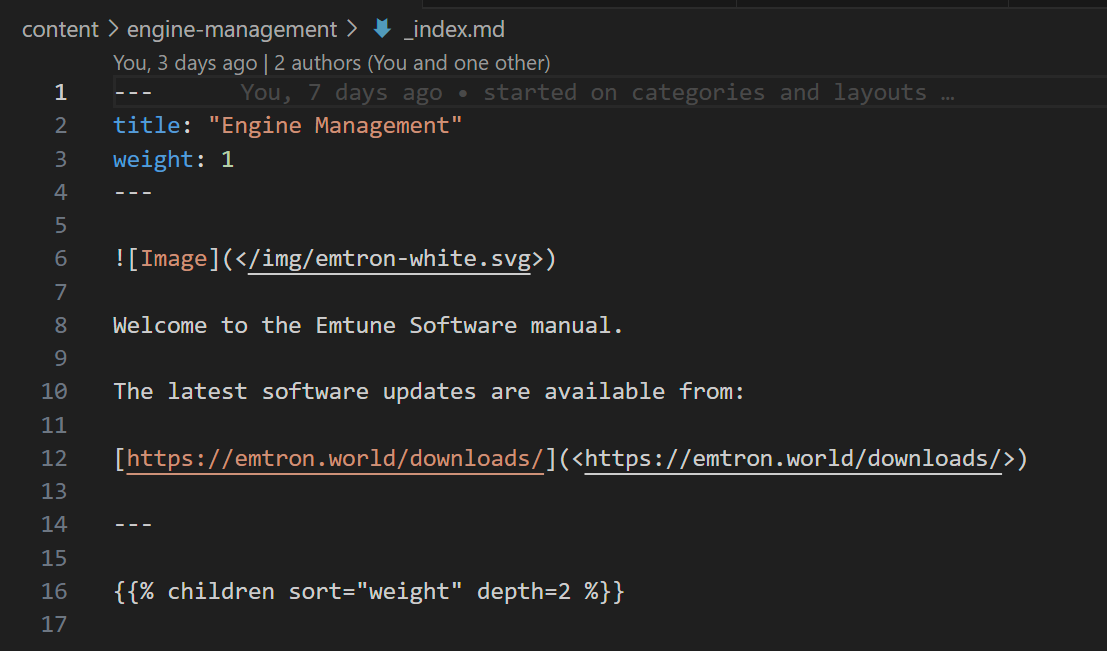 content > engine-management > _index.md
You, 3 days ago | 2 authors (You and one other)
1 --- You, 7 days ago • started on categories and layouts …
2 title: "Engine Management"
3 weight: 1
4 ---
5
6 ![Image](</img/emtron-white.svg>)
7
8 Welcome to the Emtune Software manual.
9
10 The latest software updates are available from:
11
12 [https://emtron.world/downloads/](<https://emtron.world/downloads/>)
13
14 ---
15
16 {{% children sort="weight" depth=2 %}}
17